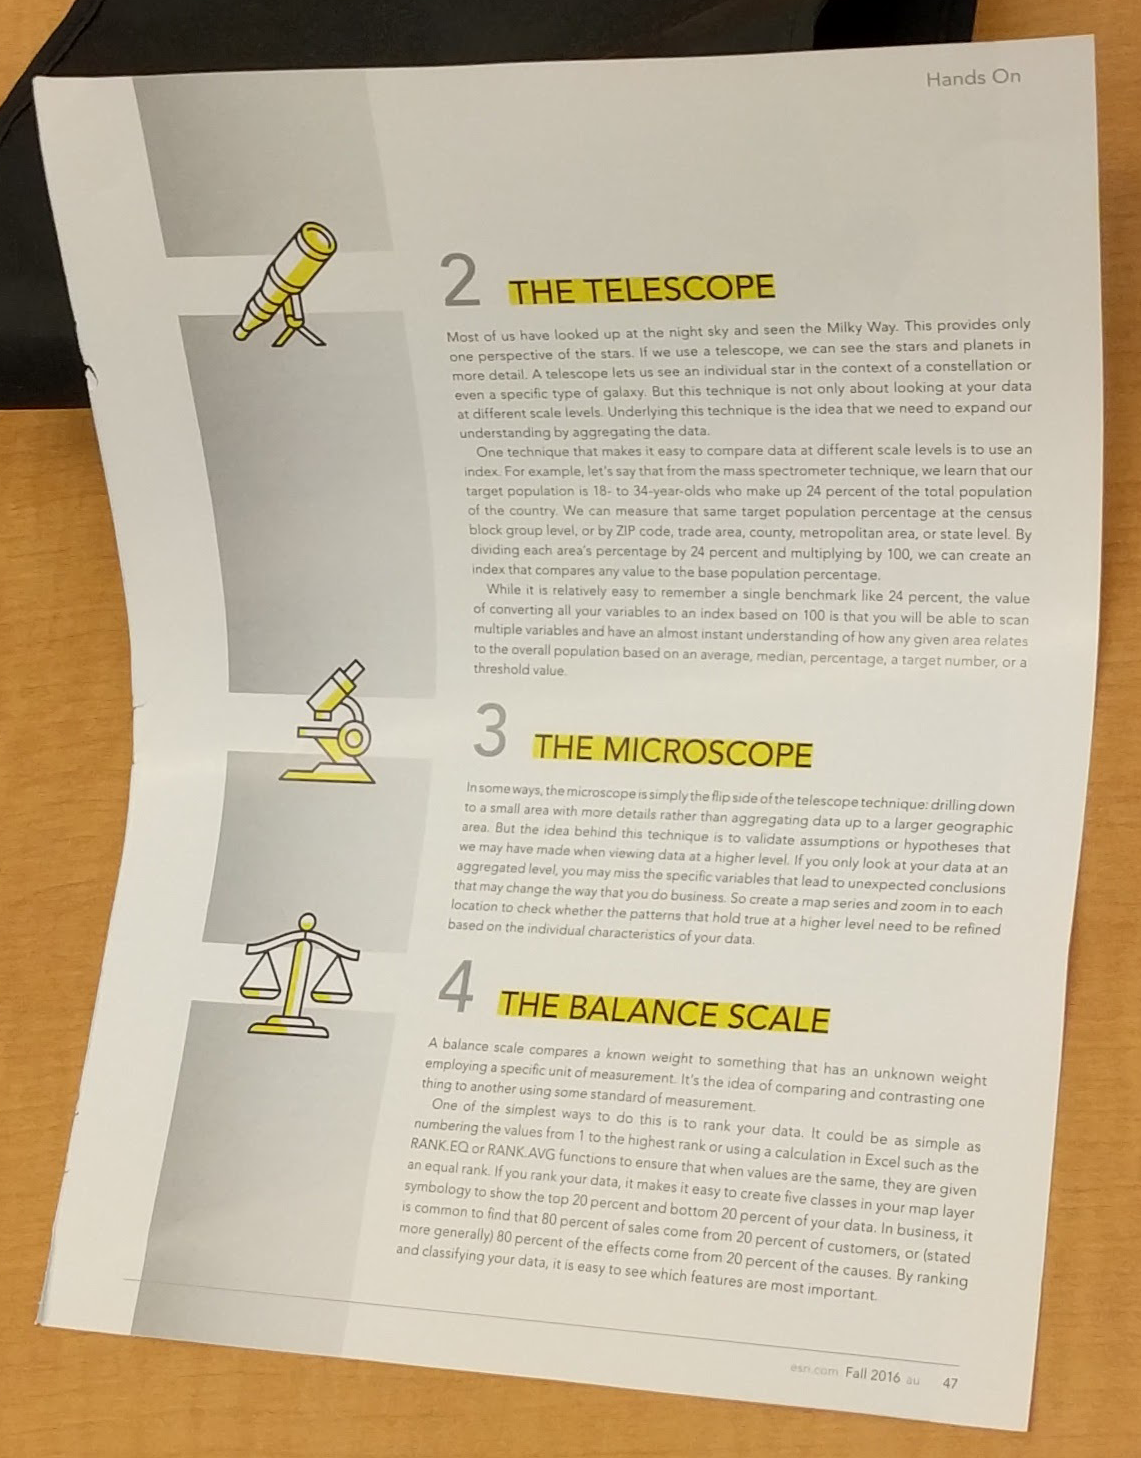 Hands On
2 THE TELESCOPE
Most of us have looked up at the night sky and seen the Milky Way. This provides only
one perspective of the stars. If we use a telescope, we can see the stars and planets in
more detail. A telescope lets us see an individual star in the context of a constellation or
even a specific type of galaxy. But this technique is not only about looking at your data
at different scale levels. Underlying this technique is the idea that we need to expand our
understanding by aggregating the data.
One technique that makes it easy to compare data at different scale levels is to use an
index. For example, let's say that from the mass spectrometer technique, we learn that our
target population is 18- to 34-year-olds who make up 24 percent of the total population
of the country. We can measure that same target population percentage at the census
block group level, or by ZIP code, trade area, county, metropolitan area, or state level. By
dividing each area's percentage by 24 percent and multiplying by 100, we can create an
index that compares any value to the base population percentage.
While it is relatively easy to remember a single benchmark like 24 percent, the value
of converting all your variables to an index based on 100 is that you will be able to scan
multiple variables and have an almost instant understanding of how any given area relates
to the overall population based on an average, median, percentage, a target number, or a
threshold value.
3 THE MICROSCOPE
In some ways, the microscope is simply the flip side of the telescope technique: drilling down
to a small area with more details rather than aggregating data up to a larger geographic
area. But the idea behind this technique is to validate assumptions or hypotheses that
we may have made when viewing data at a higher level. If you only look at your data at an
aggregated level, you may miss the specific variables that lead to unexpected conclusions
that may change the way that you do business. So create a map series and zoom in to each
location to check whether the patterns that hold true at a higher level need to be refined
based on the individual characteristics of your data.
4 THE BALANCE SCALE
A balance scale compares a known weight to something that has an unknown weight
employing a specific unit of measurement. It's the idea of comparing and contrasting one
thing to another using some standard of measurement.
One of the simplest ways to do this is to rank your data. It could be as simple as
numbering the values from 1 to the highest rank or using a calculation in Excel such as the
RANK.EQ or RANK.AVG functions to ensure that when values are the same, they are given
an equal rank. If you rank your data, it makes it easy to create five classes in your map layer
symbology to show the top 20 percent and bottom 20 percent of your data. In business, it
is common to find that 80 percent of sales come from 20 percent of customers, or (stated
more generally) 80 percent of the effects come from 20 percent of the causes. By ranking
and classifying your data, it is easy to see which features are most important.
esri.com Fall 2016 au 47